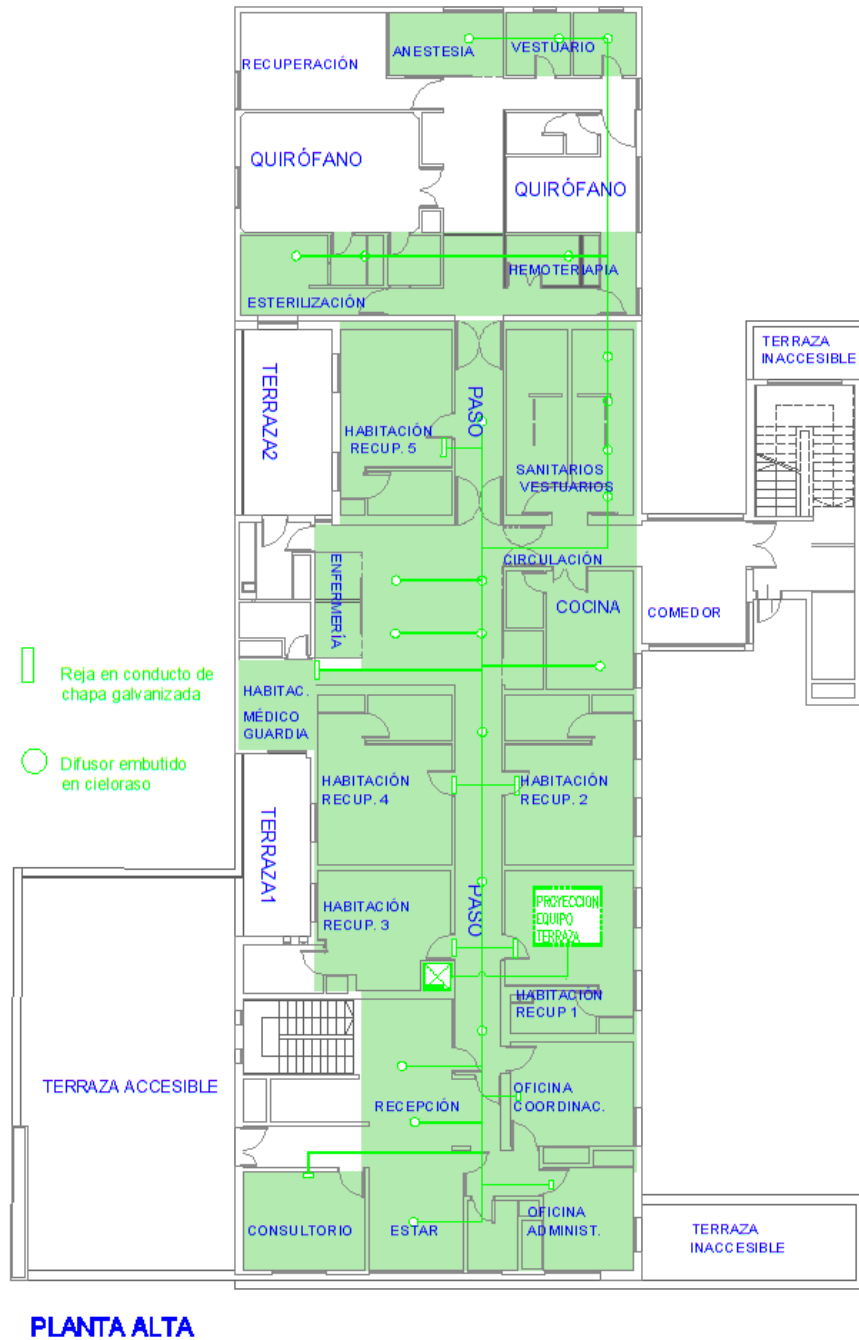 RECUPERACIÓN
ANESTESIA
VESTUARIO
QUIRÓFANO
QUIRÓFANO
HEMOTERIAPIA
ESTERILIZACIÓN
TERRAZA
INACCESIBLE
TERRAZA2
PASO
HABITACIÓN
RECUP. 5
SANITARIOS
VESTUARIOS
ENFERMERÍA
CIRCULACIÓN
COCINA
COMEDOR
Reja en conducto de
chapa galvanizada
HABITAC.
MÉDICO
GUARDIA
Difusor embutido
en cieloraso
HABITACIÓN
RECUP. 4
HABITACIÓN
RECUP. 2
TERRAZA1
HABITACIÓN
RECUP. 3
PASO
PROYECCION
EQUIPO
TERRAZA
HABITACIÓN
RECUP 1
TERRAZA ACCESIBLE
RECEPCIÓN
OFICINA
COORDINAC.
CONSULTORIO
ESTAR
OFICINA
ADMINIST.
TERRAZA
INACCESIBLE
PLANTA ALTA